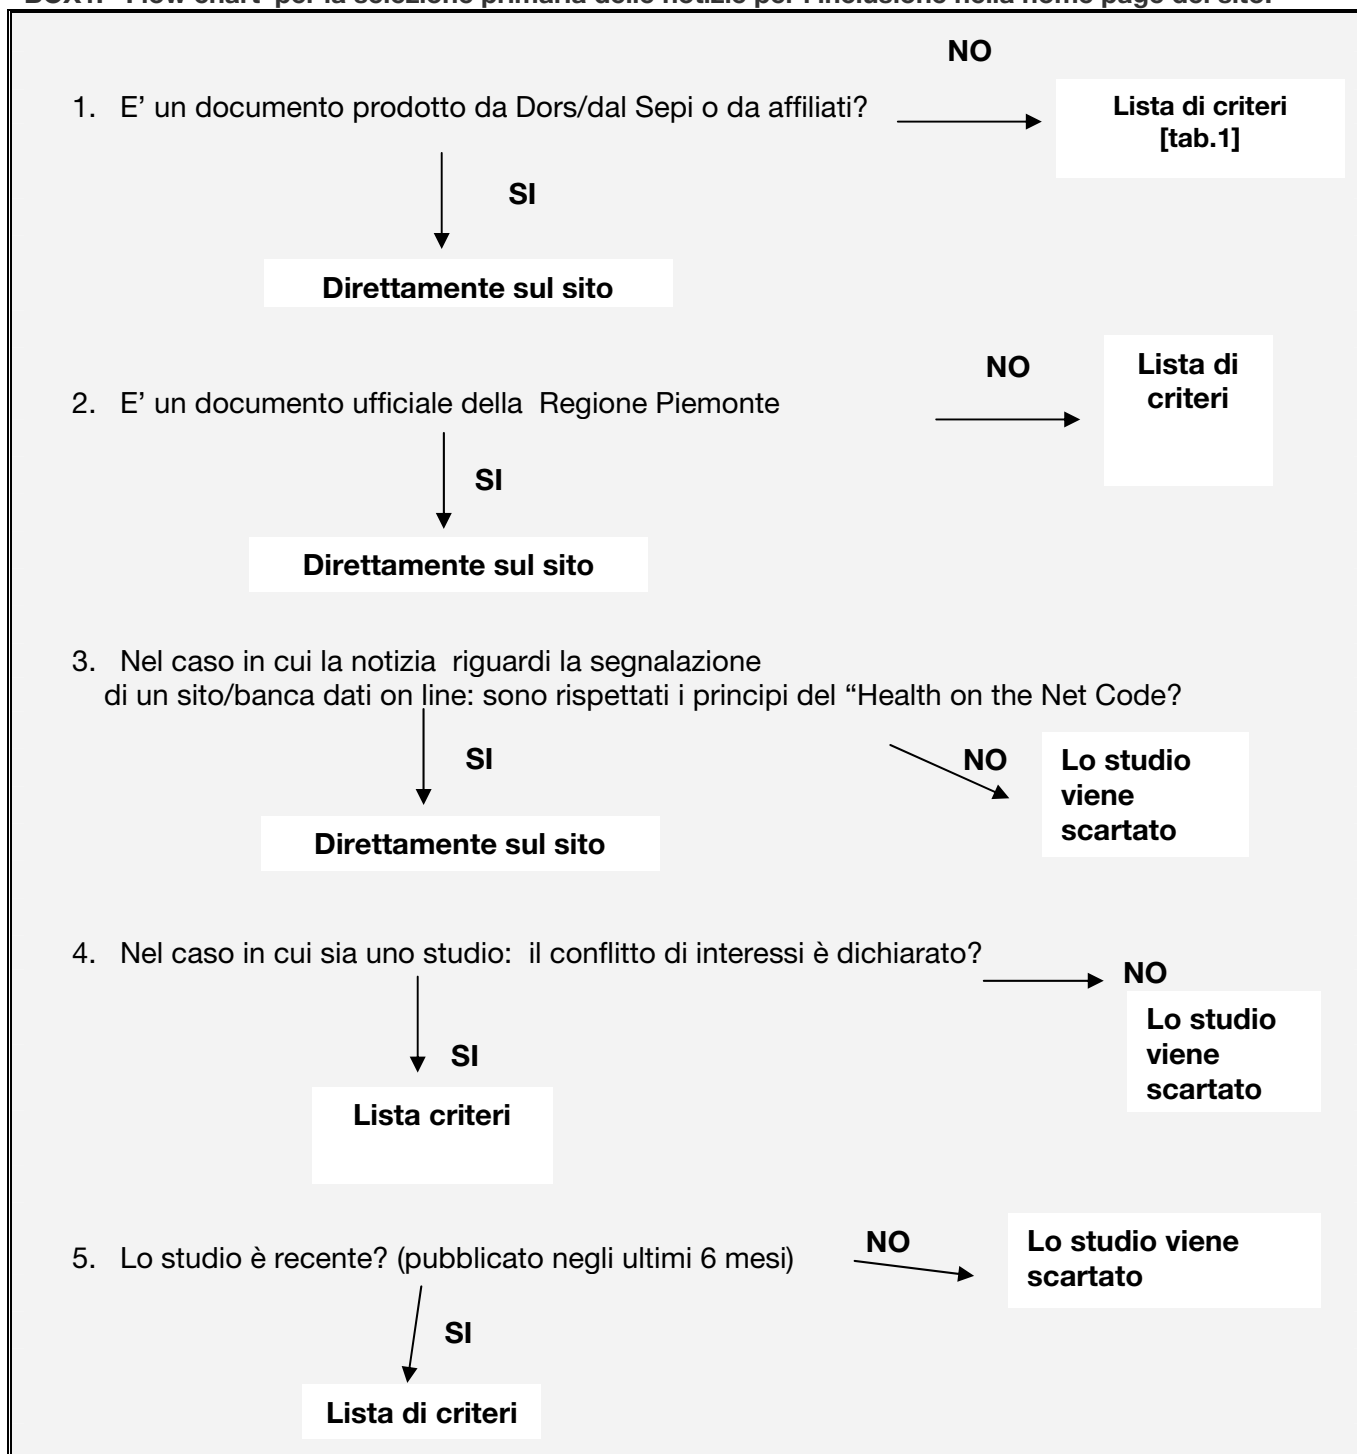 BOX1. "Flow chart" per la selezione primaria delle notizie per l'inclusione nella home page del sito.
NO
1. E' un documento prodotto da Dors/dal Sepi o da affiliati?
Lista di criteri
[tab.1]
SI
Direttamente sul sito
NO
Lista di
criteri
2. E' un documento ufficiale della Regione Piemonte
SI
Direttamente sul sito
3. Nel caso in cui la notizia riguardi la segnalazione
di un sito/banca dati on line: sono rispettati i principi del "Health on the Net Code?
SI
NO
Lo studio
viene
scartato
Direttamente sul sito
4. Nel caso in cui sia uno studio: il conflitto di interessi è dichiarato?
NO
Lo studio
viene
scartato
SI
Lista criteri
5. Lo studio è recente? (pubblicato negli ultimi 6 mesi)
NO
Lo studio viene
scartato
SI
Lista di criteri